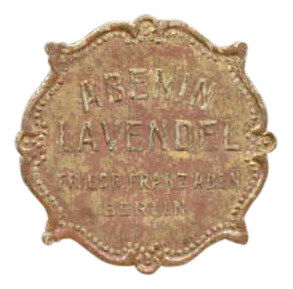 ABENIN
LAVENDEL
FRIEDR. FRANZ ABEN
BERLIN